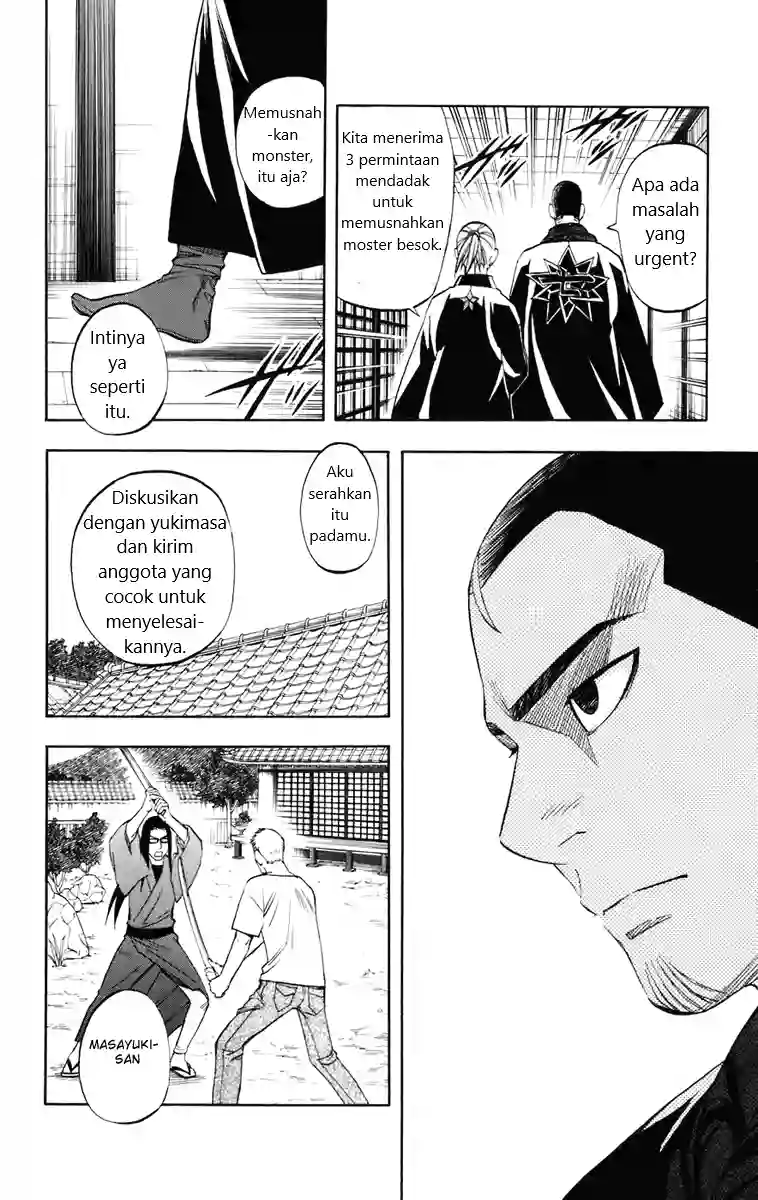 Apa ada
masalah
yang
urgent?
Kita menerima
3 permintaan
mendadak
untuk
memusnahkan
moster besok.
Memusnah
-kan
monster,
itu aja?
Intinya
ya
seperti
itu.
Aku
serahkan
itu
padamu.
Diskusikan
dengan yukimasa
dan kirim
anggota yang
cocok untuk
menyelesai-
kannya.
MASAYUKI-
SAN